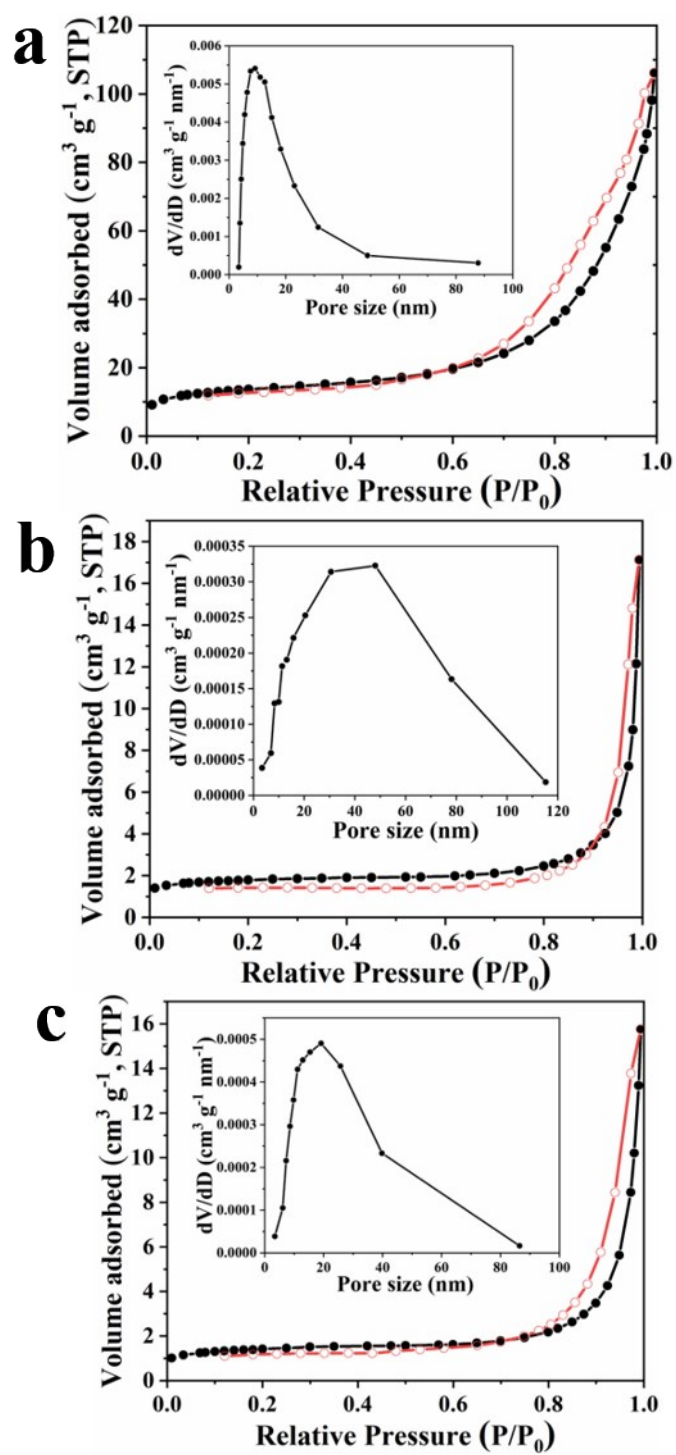 a
120
100
80
60
40
20
0
Volume adsorbed (cm³ g⁻¹, STP)
0.0 0.2 0.4 0.6 0.8 1.0
Relative Pressure (P/P₀)
0.006
0.005
0.004
0.003
0.002
0.001
0.000
dV/dD (cm³ g⁻¹ nm⁻¹)
0 20 40 60 80 100
Pore size (nm)
b
18
16
14
12
10
8
6
4
2
0
Volume adsorbed (cm³ g⁻¹, STP)
0.0 0.2 0.4 0.6 0.8 1.0
Relative Pressure (P/P₀)
0.00035
0.00030
0.00025
0.00020
0.00015
0.00010
0.00005
0.00000
dV/dD (cm³ g⁻¹ nm⁻¹)
0 20 40 60 80 100 120
Pore size (nm)
c
16
14
12
10
8
6
4
2
0
Volume adsorbed (cm³ g⁻¹, STP)
0.0 0.2 0.4 0.6 0.8 1.0
Relative Pressure (P/P₀)
0.0005
0.0004
0.0003
0.0002
0.0001
0.0000
dV/dD (cm³ g⁻¹ nm⁻¹)
0 20 40 60 80 100
Pore size (nm)